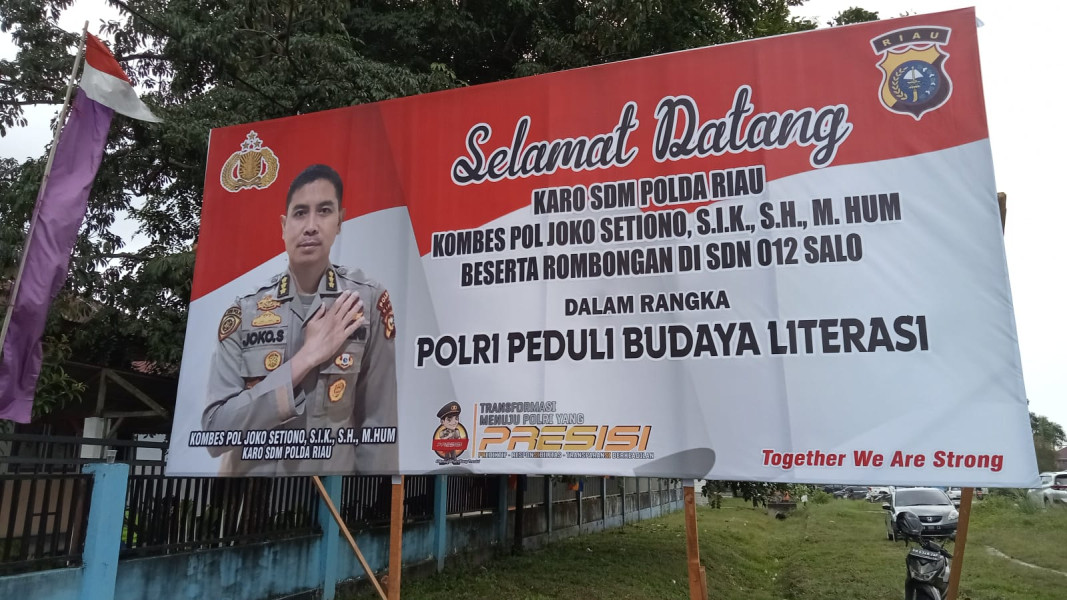 RIAU
Selamat Datang
KARO SDM POLDA RIAU
KOMBES POL JOKO SETIONO, S.I.K., S.H., M. HUM
BESERTA ROMBONGAN DI SDN 012 SALO
DALAM RANGKA
POLRI PEDULI BUDAYA LITERASI
JOKO.S
KOMBES POL JOKO SETIONO, S.I.K., S.H., M.HUM
KARO SDM POLDA RIAU
TRANSFORMASI
MENUJU POLRI YANG
PRESISI
Together We Are Strong